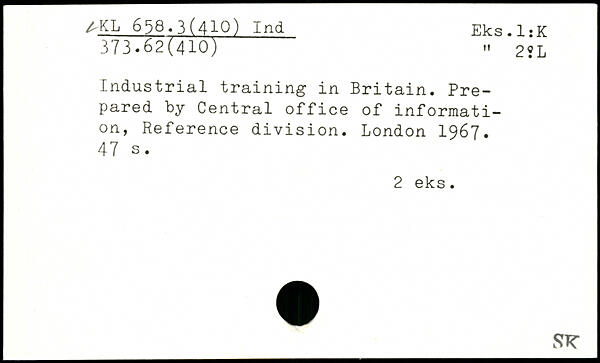 KL 658.3(410) Ind
Eks.1:K
373.62(410)
" 2:L
Industrial training in Britain. Pre-
pared by Central office of informati-
on, Reference division. London 1967.
47 s.
2 eks.
SK